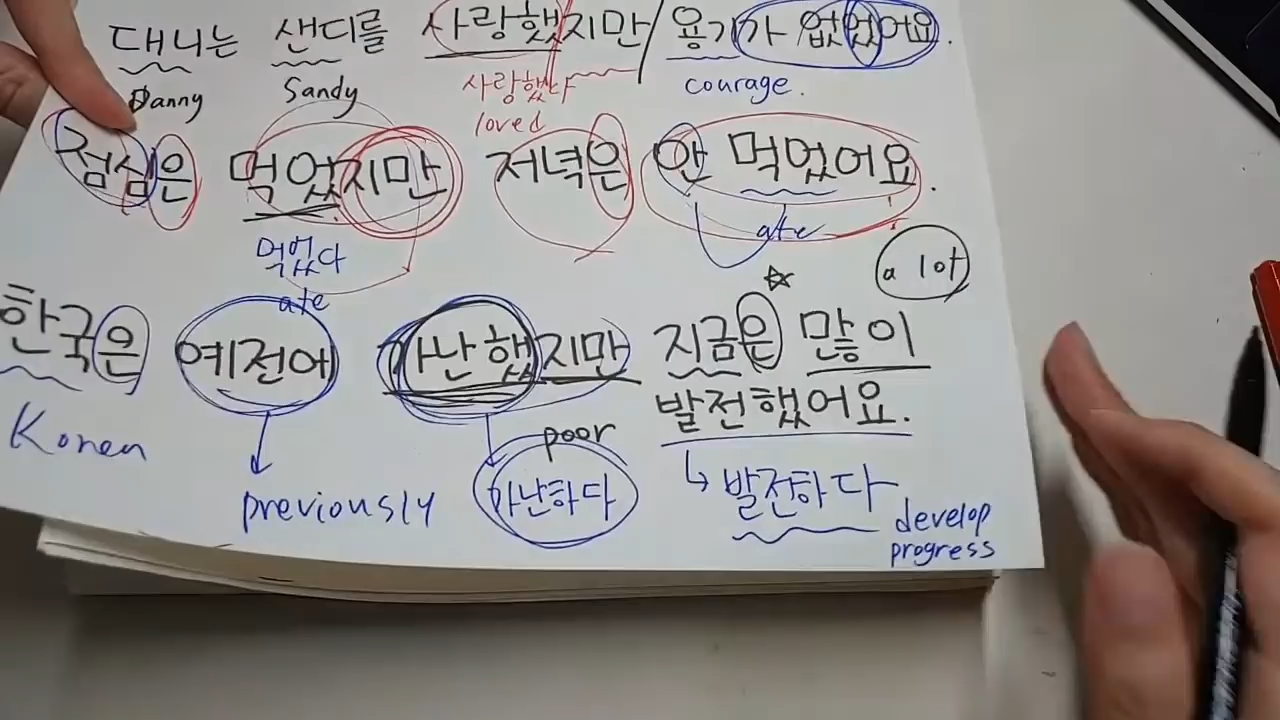 대니는 샌디를 사랑했지만/용기가 없었어요.
Danny Sandy 사랑했다 courage.
loved
점심은 먹었지만 저녁은 안 먹었어요.
먹었다 ate
ate a lot
한국은 예전에 가난했지만 지금은 많이
발전했어요.
Korea poor
previously 가난하다 발전하다 develop
progress